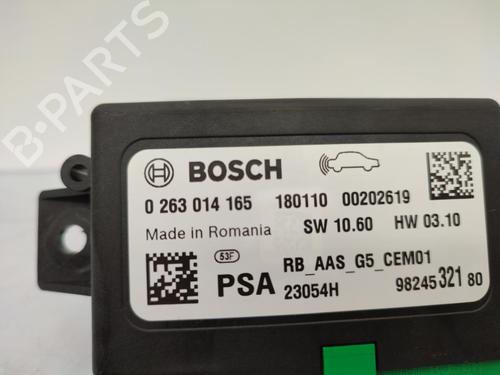 B-PARTS
BOSCH
0 263 014 165 180110 00202619
Made in Romania SW 10.60 HW 03.10
53F
PSA RB_AAS_G5_CEM01
23054H 98245 321 80